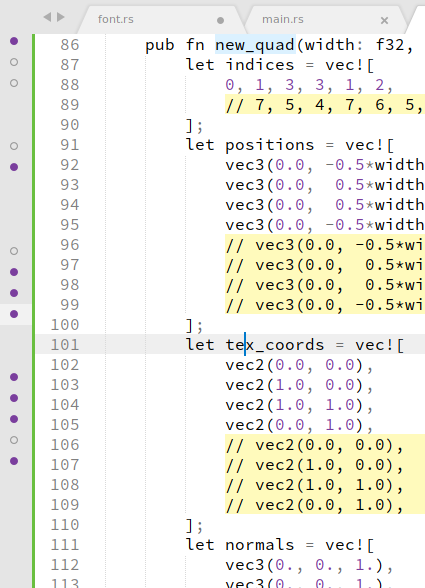 font.rs main.rs
86 pub fn new_quad(width: f32,
87 let indices = vec![
88 0, 1, 3, 3, 1, 2,
89 // 7, 5, 4, 7, 6, 5,
90 ];
91 let positions = vec![
92 vec3(0.0, -0.5*width
93 vec3(0.0,  0.5*width
94 vec3(0.0,  0.5*width
95 vec3(0.0, -0.5*width
96 // vec3(0.0, -0.5*wi
97 // vec3(0.0,  0.5*wi
98 // vec3(0.0,  0.5*wi
99 // vec3(0.0, -0.5*wi
100 ];
101 let tex_coords = vec![
102 vec2(0.0, 0.0),
103 vec2(1.0, 0.0),
104 vec2(1.0, 1.0),
105 vec2(0.0, 1.0),
106 // vec2(0.0, 0.0),
107 // vec2(1.0, 0.0),
108 // vec2(1.0, 1.0),
109 // vec2(0.0, 1.0),
110 ];
111 let normals = vec![
112 vec3(0., 0., 1.),
113 vec3(0., 0., 1.)